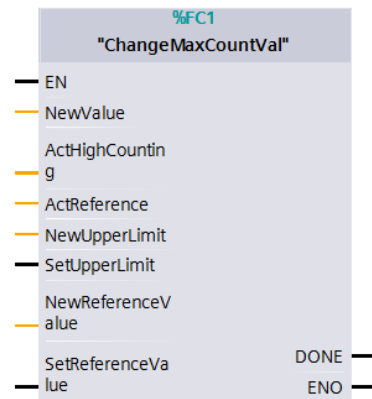 %FC1
"ChangeMaxCountVal"
EN
NewValue
ActHighCountin
g
ActReference
NewUpperLimit
SetUpperLimit
NewReferenceV
alue
SetReferenceVa
lue
DONE
ENO